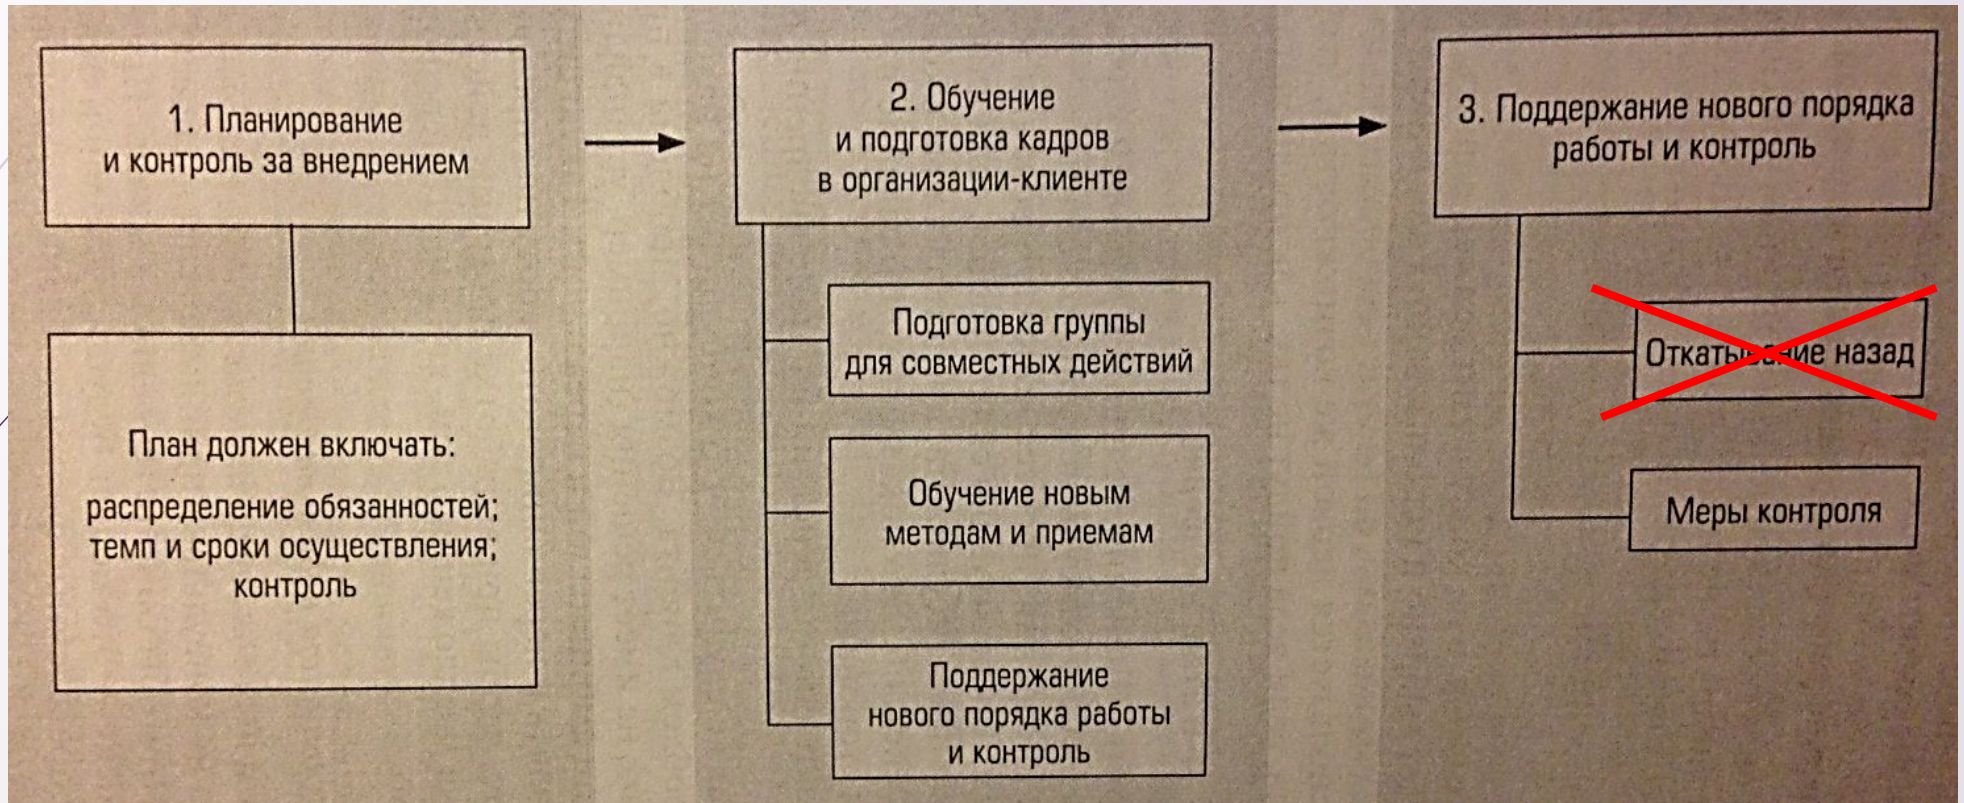 1. Планирование
и контроль за внедрением
План должен включать:
распределение обязанностей;
темп и сроки осуществления;
контроль
2. Обучение
и подготовка кадров
в организации-клиенте
Подготовка группы
для совместных действий
Обучение новым
методам и приемам
Поддержание
нового порядка работы
и контроль
3. Поддержание нового порядка
работы и контроль
Откатывание назад
Меры контроля